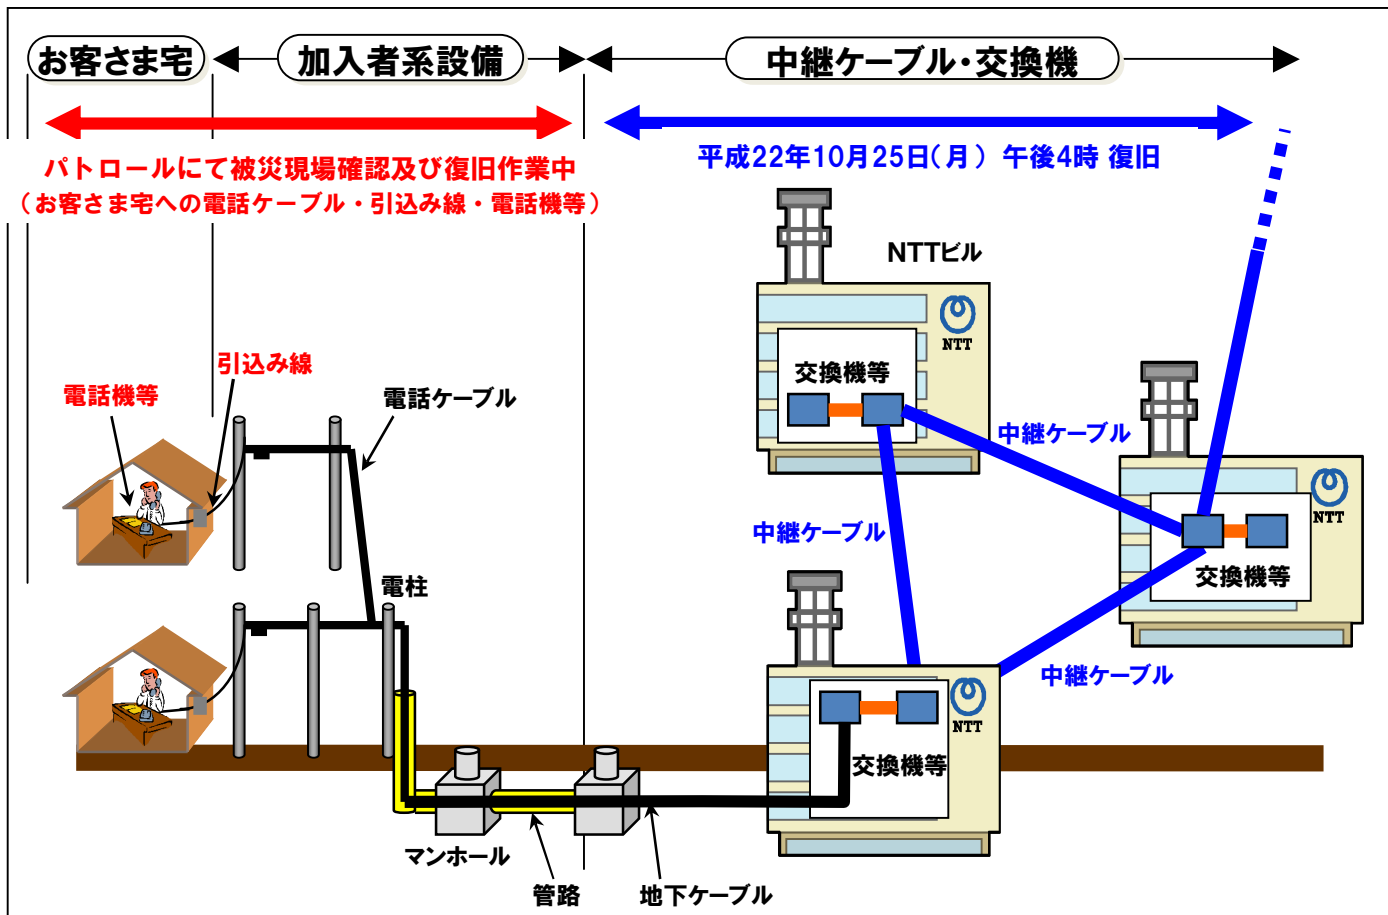 お客さま宅
加入者系設備
中継ケーブル・交換機
パトロールにて被災現場確認及び復旧作業中
（お客さま宅への電話ケーブル・引込み線・電話機等）
平成22年10月25日（月） 午後4時 復旧
NTTビル
NTT
交換機等
引込み線
電話機等
電話ケーブル
中継ケーブル
中継ケーブル
NTT
交換機等
電柱
中継ケーブル
NTT
交換機等
マンホール
管路
地下ケーブル